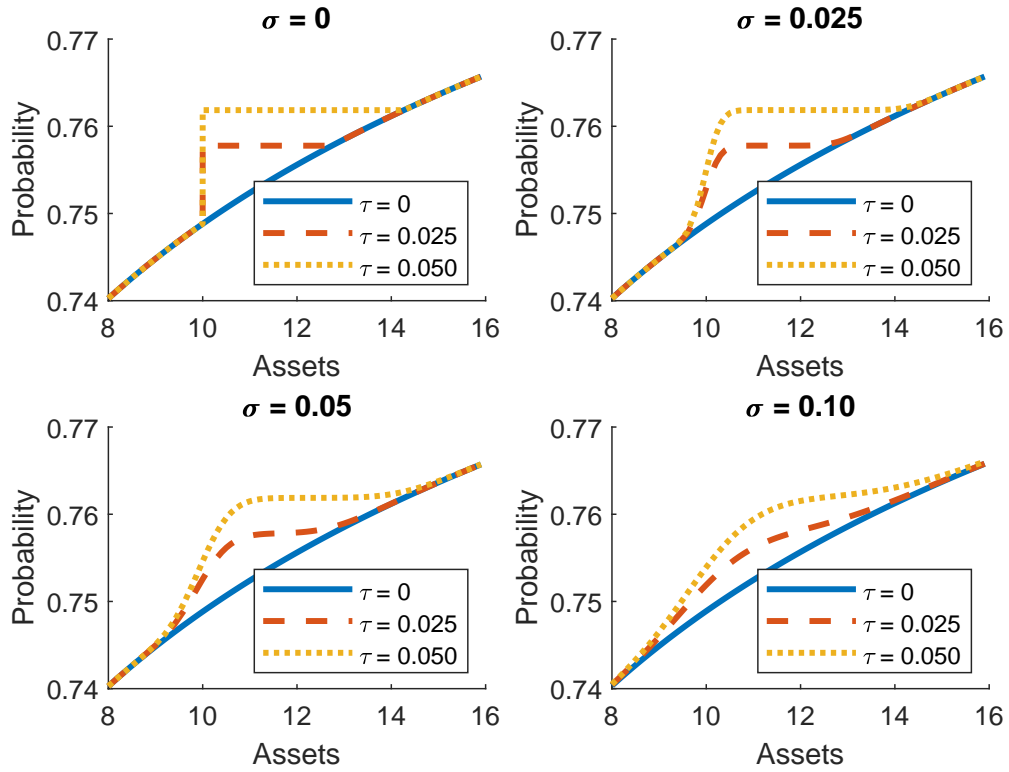 σ = 0
0.77
0.76
0.75
0.74
Probability
τ = 0
τ = 0.025
τ = 0.050
8 10 12 14 16
Assets
σ = 0.025
0.77
0.76
0.75
0.74
Probability
τ = 0
τ = 0.025
τ = 0.050
8 10 12 14 16
Assets
σ = 0.05
0.77
0.76
0.75
0.74
Probability
τ = 0
τ = 0.025
τ = 0.050
8 10 12 14 16
Assets
σ = 0.10
0.77
0.76
0.75
0.74
Probability
τ = 0
τ = 0.025
τ = 0.050
8 10 12 14 16
Assets